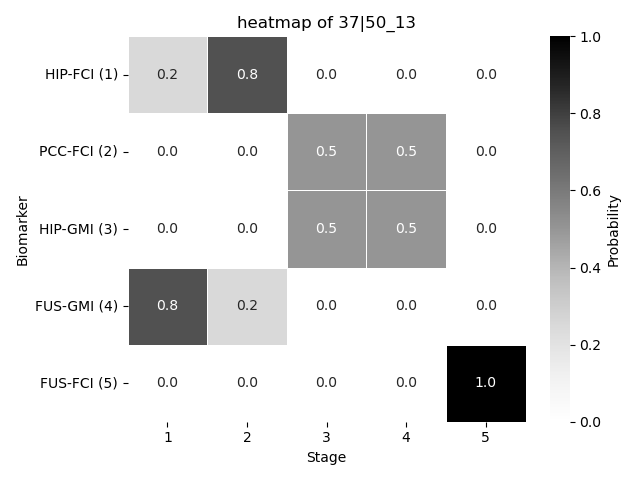 heatmap of 37|50_13
HIP-FCI (1) 0.2 0.8 0.0 0.0 0.0
PCC-FCI (2) 0.0 0.0 0.5 0.5 0.0
HIP-GMI (3) 0.0 0.0 0.5 0.5 0.0
FUS-GMI (4) 0.8 0.2 0.0 0.0 0.0
FUS-FCI (5) 0.0 0.0 0.0 0.0 1.0
1 2 3 4 5
Stage
Biomarker
1.0
0.8
0.6
0.4
0.2
0.0
Probability